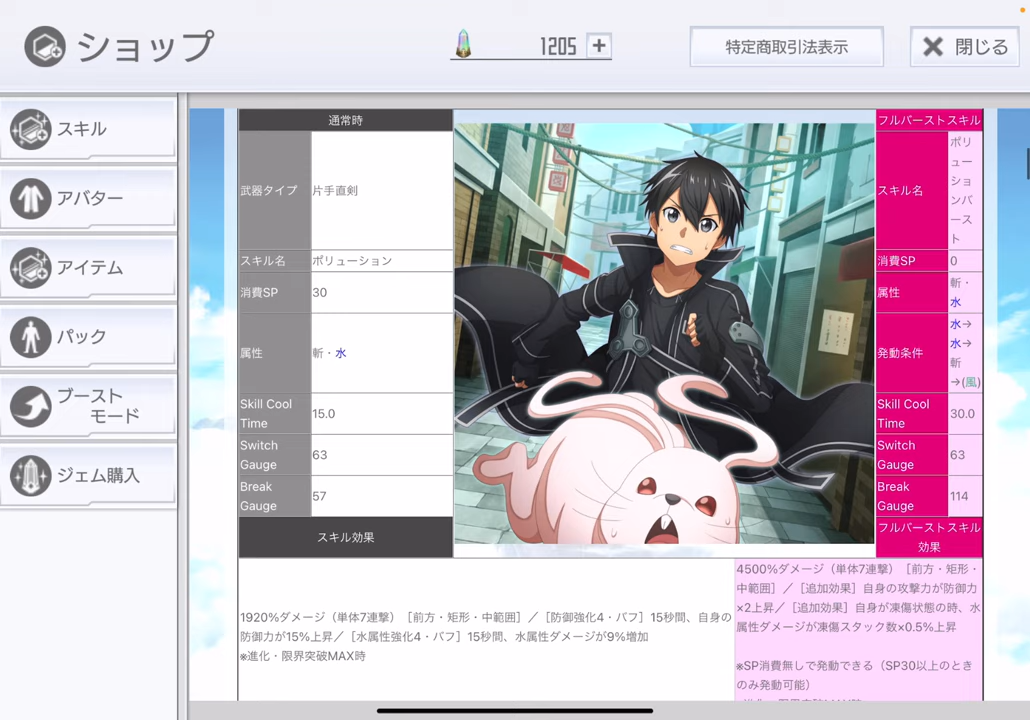 ショップ
1205
特定商取引法表示
閉じる
スキル
アバター
アイテム
パック
ブースト
モード
ジェム購入
通常時
武器タイプ
片手直剣
スキル名
ポリューション
消費SP
30
属性
斬・水
Skill Cool
Time
15.0
Switch
Gauge
63
Break
Gauge
57
スキル効果
1920%ダメージ（単体7連撃）［前方・矩形・中範囲］／［防御強化4・バフ］15秒間、自身の
防御力が15%上昇／［水属性強化4・バフ］15秒間、水属性ダメージが9%増加
※進化・限界突破MAX時
フルバーストスキル
スキル名
ポリ
ュー
ショ
ンバ
ース
ト
消費SP
0
属性
斬・
水
発動条件
水→
水→
斬
→(風)
Skill Cool
Time
30.0
Switch
Gauge
63
Break
Gauge
114
フルバーストスキル
効果
4500%ダメージ（単体7連撃）［前方・矩形・
中範囲］／［追加効果］自身の攻撃力が防御力
×2上昇／［追加効果］自身が凍傷状態の時、水
属性ダメージが凍傷スタック数×0.5%上昇
※SP消費無しで発動できる（SP30以上のとき
のみ発動可能）